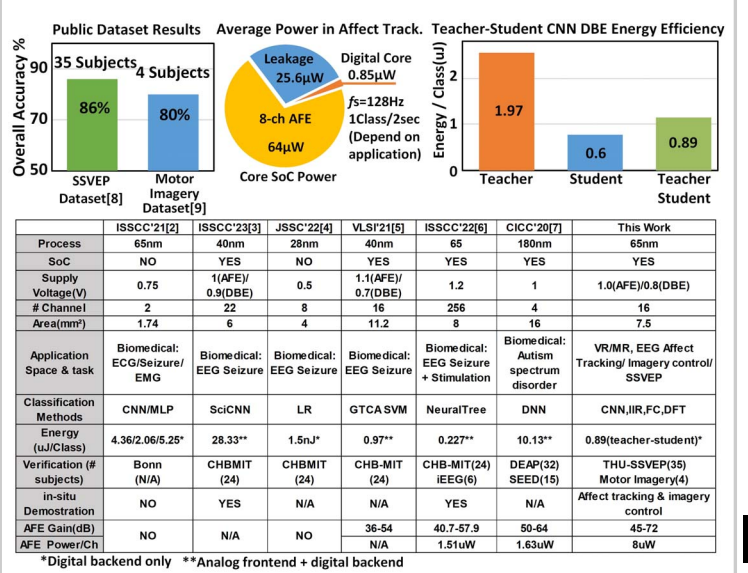 Public Dataset Results
Overall Accuracy %
90
70
50
35 Subjects
4 Subjects
86%
80%
SSVEP
Dataset[8]
Motor
Imagery
Dataset[9]
Average Power in Affect Track.
Leakage
25.6µW
Digital Core
0.85µW
8-ch AFE
64µW
fs=128Hz
1Class/2sec
(Depend on
application)
Core SoC Power
Teacher-Student CNN DBE Energy Efficiency
Energy / Class(uJ)
2
1
0
1.97
0.6
0.89
Teacher
Student
Teacher
Student
ISSCC'21[2] ISSCC'23[3] JSSC'22[4] VLSI'21[5] ISSCC'22[6] CICC'20[7] This Work
Process 65nm 40nm 28nm 40nm 65 180nm 65nm
SoC NO YES NO YES YES YES YES
Supply
Voltage(V)
0.75
1(AFE)/
0.9(DBE)
0.5
1.1(AFE)/
0.7(DBE)
1.2
1
1.0(AFE)/0.8(DBE)
# Channel 2 22 8 16 256 4 16
Area(mm²) 1.74 6 4 11.2 8 16 7.5
Application
Space & task
Biomedical:
ECG/Seizure/
EMG
Biomedical:
EEG Seizure
Biomedical:
EEG Seizure
Biomedical:
EEG Seizure
Biomedical:
EEG Seizure
+ Stimulation
Biomedical:
Autism
spectrum
disorder
VR/MR, EEG Affect
Tracking/ Imagery control/
SSVEP
Classification
Methods
CNN/MLP SciCNN LR GTCA SVM NeuralTree DNN CNN,IIR,FC,DFT
Energy
(uJ/Class)
4.36/2.06/5.25* 28.33** 1.5nJ* 0.97** 0.227** 10.13** 0.89(teacher-student)*
Verification (#
subjects)
Bonn
(N/A)
CHBMIT
(24)
CHBMIT
(24)
CHB-MIT
(24)
CHB-MIT(24)
iEEG(6)
DEAP(32)
SEED(15)
THU-SSVEP(35)
Motor Imagery(4)
in-situ
Demostration
NO YES N/A N/A YES N/A
Affect tracking & imagery
control
AFE Gain(dB) NO N/A NO 36-54 40.7-57.9 50-64 45-72
AFE Power/Ch N/A 1.51uW 1.63uW 8uW
*Digital backend only **Analog frontend + digital backend